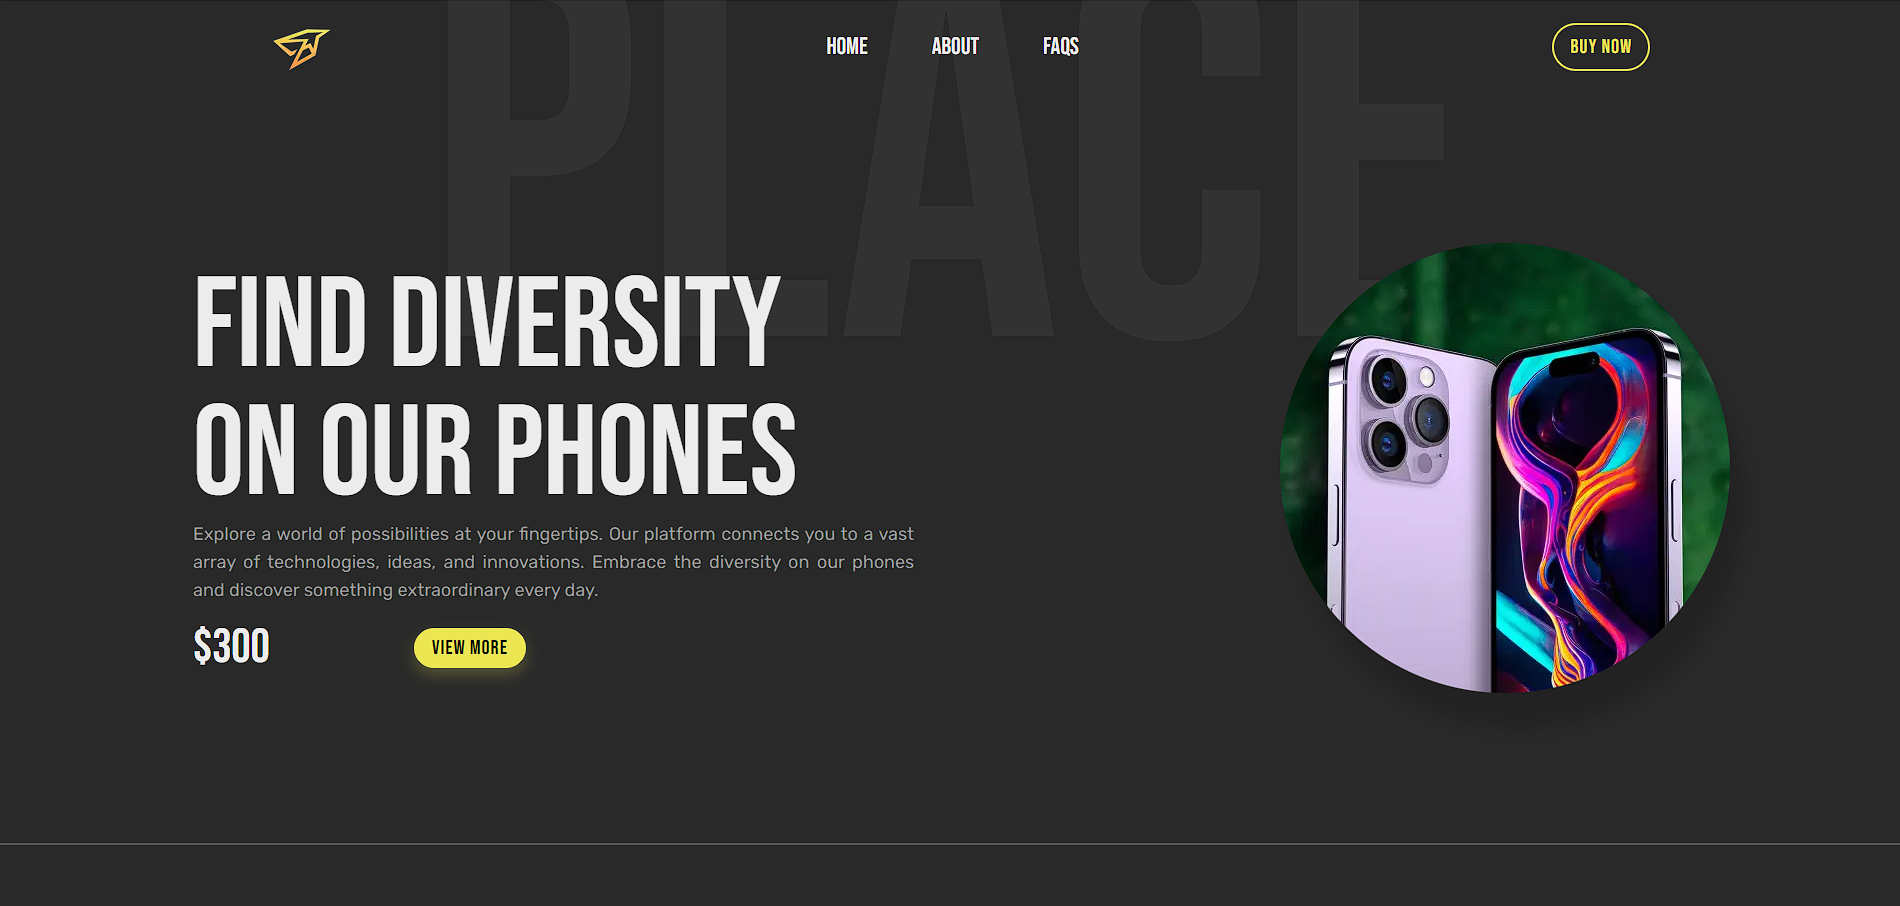 PLACE
HOME ABOUT FAQS
BUY NOW
FIND DIVERSITY
ON OUR PHONES
Explore a world of possibilities at your fingertips. Our platform connects you to a vast
array of technologies, ideas, and innovations. Embrace the diversity on our phones
and discover something extraordinary every day.
$300
VIEW MORE